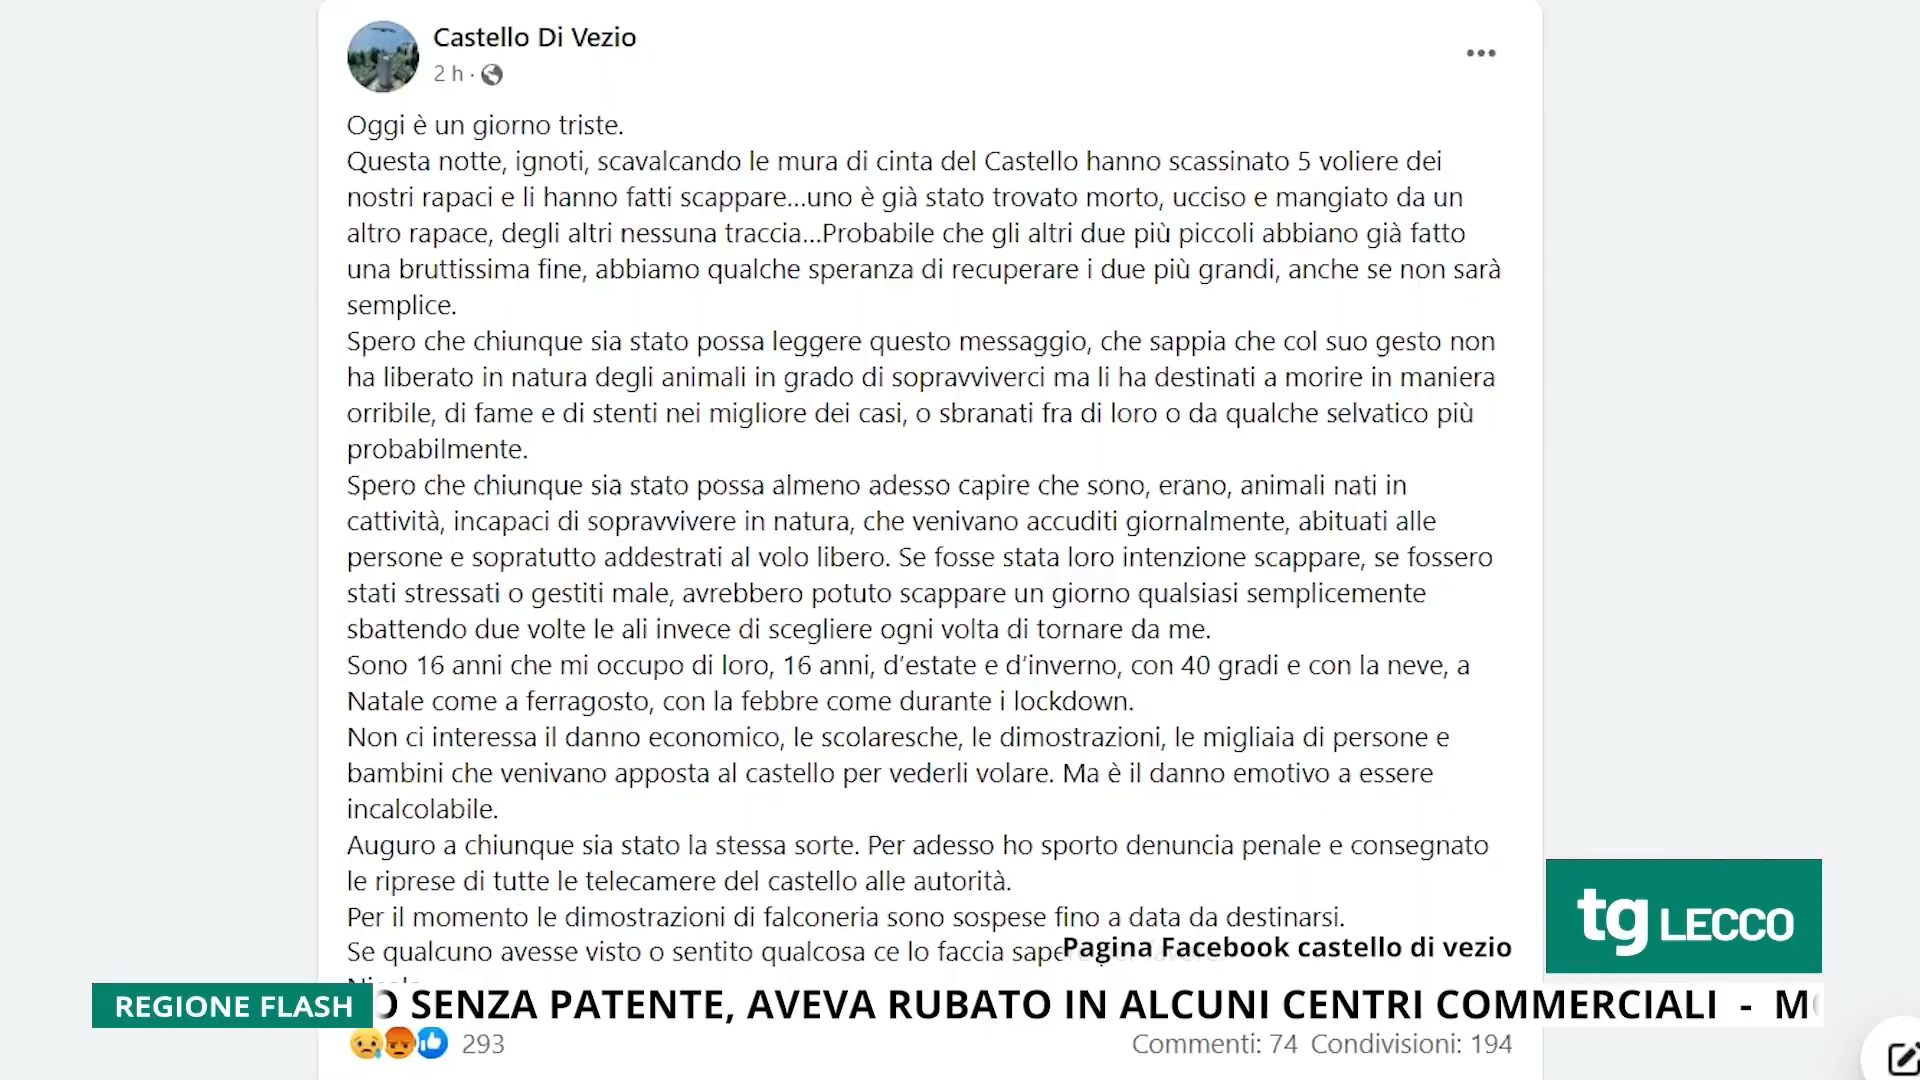 Castello Di Vezio
2 h ·
Oggi è un giorno triste.
Questa notte, ignoti, scavalcando le mura di cinta del Castello hanno scassinato 5 voliere dei
nostri rapaci e li hanno fatti scappare...uno è già stato trovato morto, ucciso e mangiato da un
altro rapace, degli altri nessuna traccia...Probabile che gli altri due più piccoli abbiano già fatto
una bruttissima fine, abbiamo qualche speranza di recuperare i due più grandi, anche se non sarà
semplice.
Spero che chiunque sia stato possa leggere questo messaggio, che sappia che col suo gesto non
ha liberato in natura degli animali in grado di sopravviverci ma li ha destinati a morire in maniera
orribile, di fame e di stenti nei migliore dei casi, o sbranati fra di loro o da qualche selvatico più
probabilmente.
Spero che chiunque sia stato possa almeno adesso capire che sono, erano, animali nati in
cattività, incapaci di sopravvivere in natura, che venivano accuditi giornalmente, abituati alle
persone e sopratutto addestrati al volo libero. Se fosse stata loro intenzione scappare, se fossero
stati stressati o gestiti male, avrebbero potuto scappare un giorno qualsiasi semplicemente
sbattendo due volte le ali invece di scegliere ogni volta di tornare da me.
Sono 16 anni che mi occupo di loro, 16 anni, d'estate e d'inverno, con 40 gradi e con la neve, a
Natale come a ferragosto, con la febbre come durante i lockdown.
Non ci interessa il danno economico, le scolaresche, le dimostrazioni, le migliaia di persone e
bambini che venivano apposta al castello per vederli volare. Ma è il danno emotivo a essere
incalcolabile.
Auguro a chiunque sia stato la stessa sorte. Per adesso ho sporto denuncia penale e consegnato
le riprese di tutte le telecamere del castello alle autorità.
Per il momento le dimostrazioni di falconeria sono sospese fino a data da destinarsi.
Se qualcuno avesse visto o sentito qualcosa ce lo faccia
Pagina Facebook castello di vezio
tg LECCO
REGIONE FLASH
O SENZA PATENTE, AVEVA RUBATO IN ALCUNI CENTRI COMMERCIALI - M
293
Commenti: 74 Condivisioni: 194